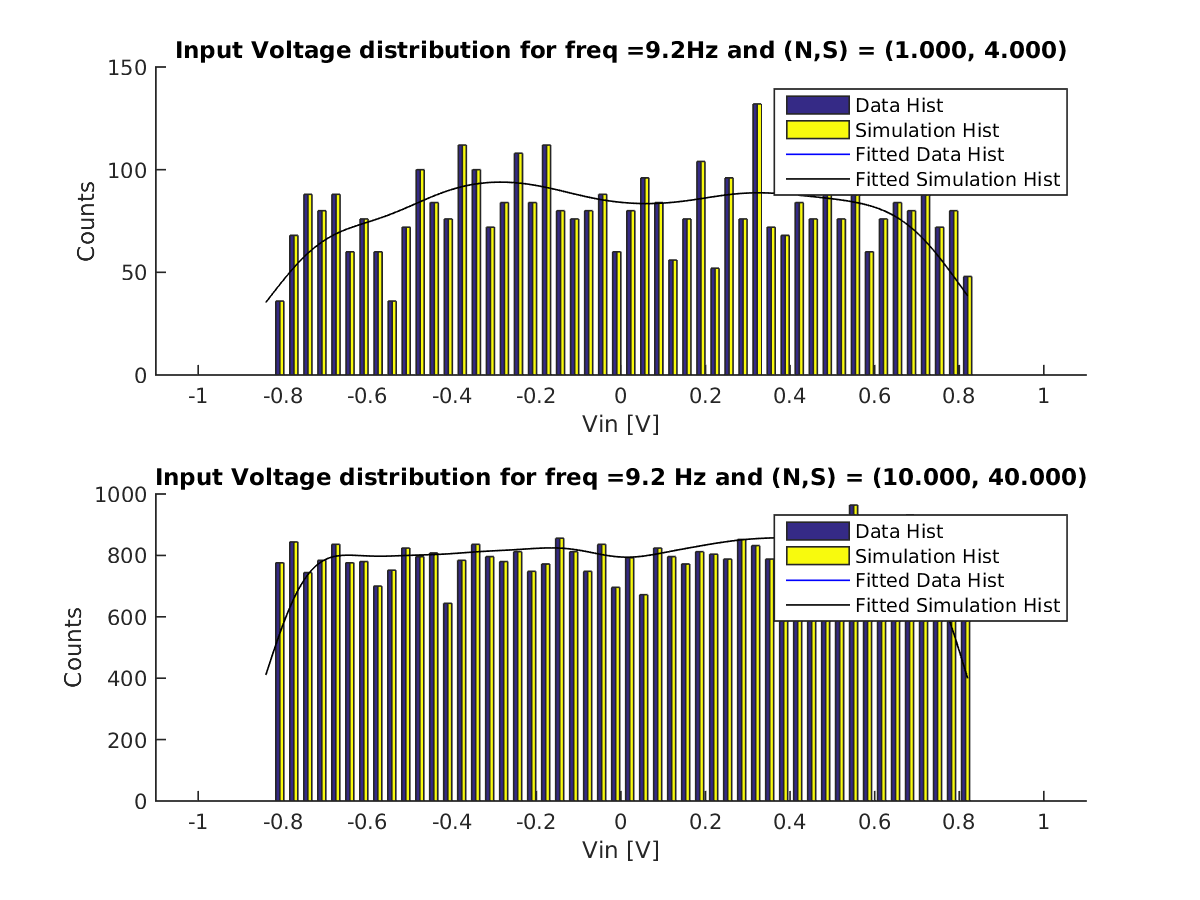 Input Voltage distribution for freq =9.2Hz and (N,S) = (1.000, 4.000)
150
100
50
0
Counts
Data Hist
Simulation Hist
Fitted Data Hist
Fitted Simulation Hist
-1 -0.8 -0.6 -0.4 -0.2 0 0.2 0.4 0.6 0.8 1
Vin [V]
Input Voltage distribution for freq =9.2 Hz and (N,S) = (10.000, 40.000)
1000
800
600
400
200
0
Counts
Data Hist
Simulation Hist
Fitted Data Hist
Fitted Simulation Hist
-1 -0.8 -0.6 -0.4 -0.2 0 0.2 0.4 0.6 0.8 1
Vin [V]